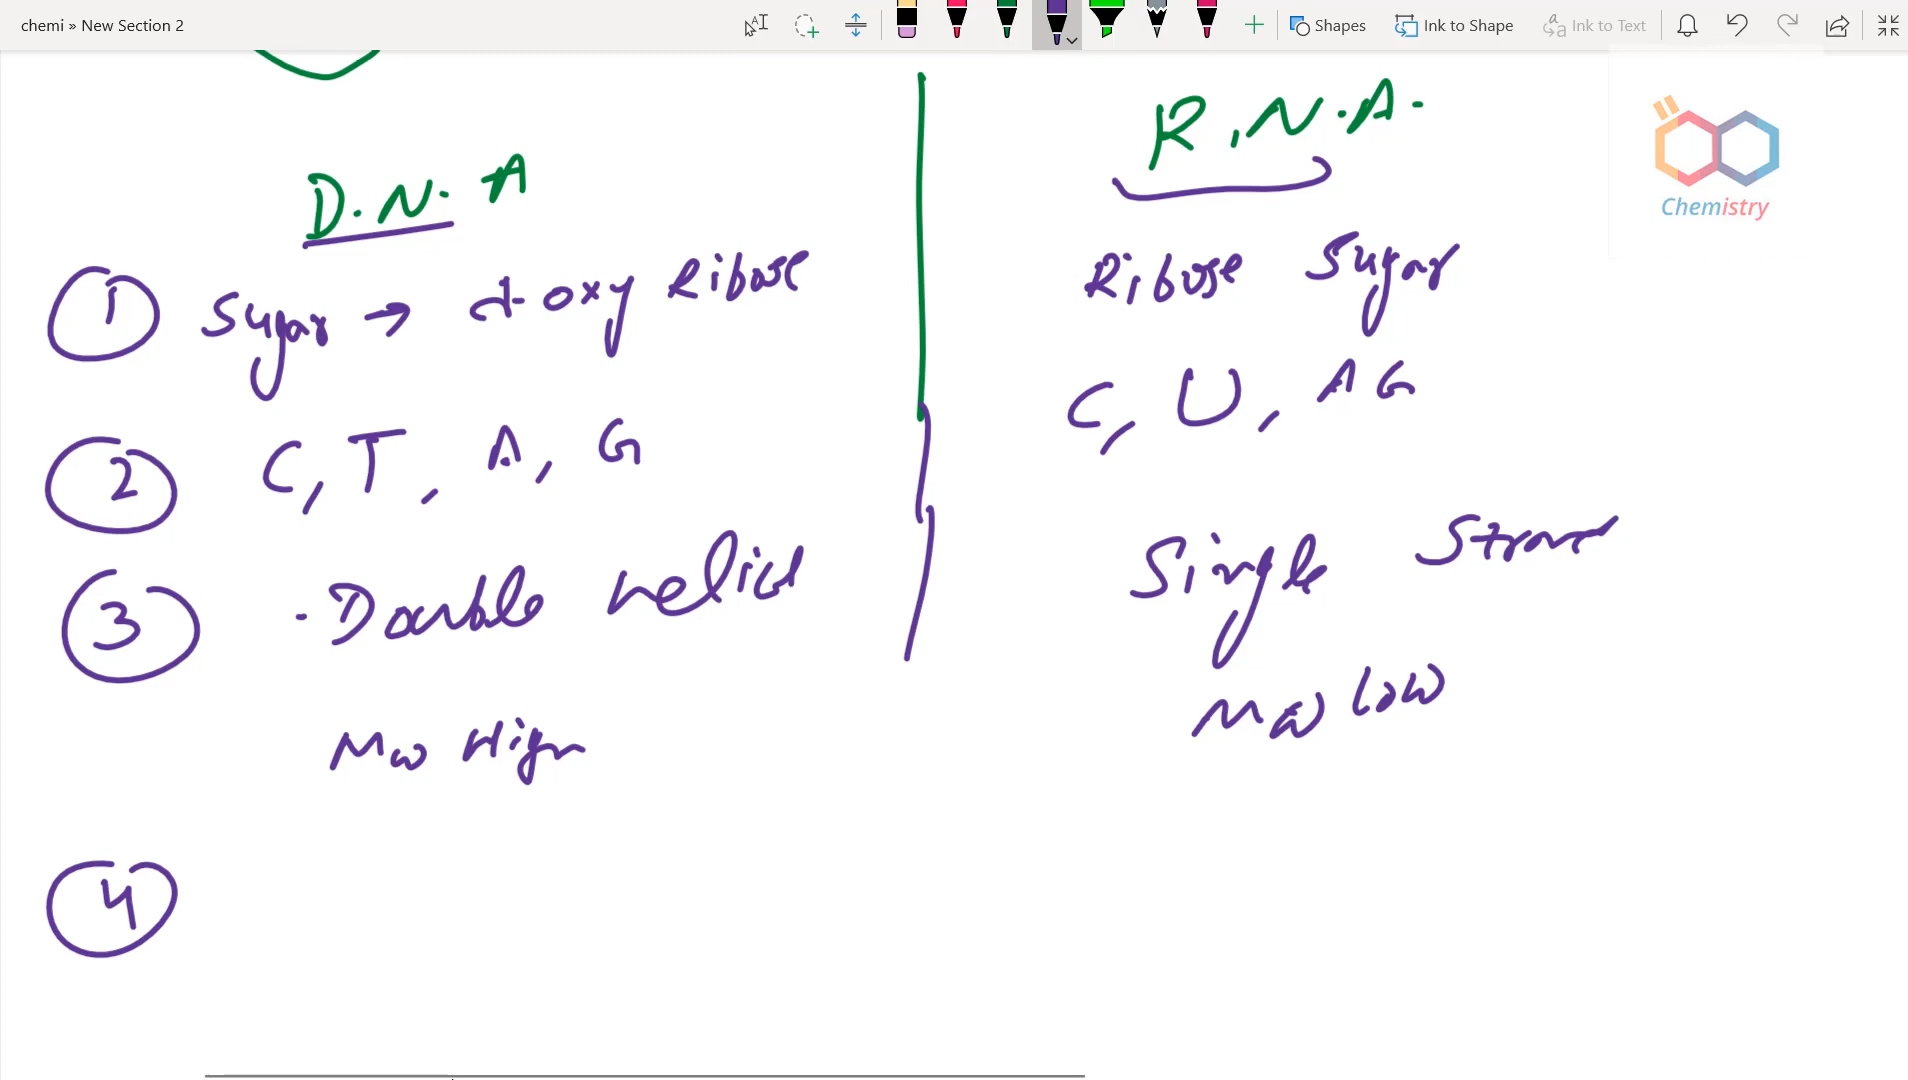 chemi » New Section 2
Shapes
Ink to Shape
Ink to Text
Chemistry
D.N.A
R.N.A.
1 Sugar → d-oxy Ribose
Ribose Sugar
2 C, T, A, G
C, U, A G
3 . Double helical
Single Strand
Mw High
Mw low
4